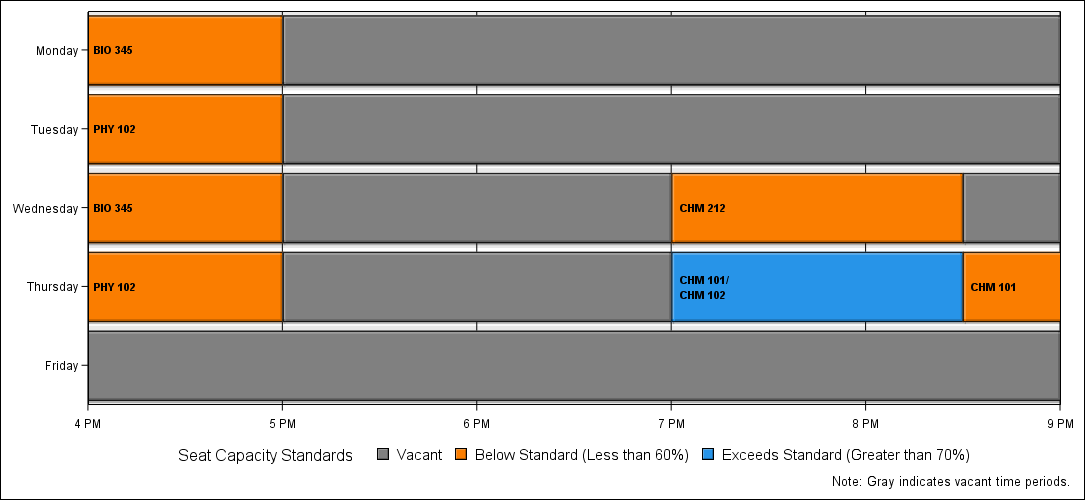 Monday
BIO 345
Tuesday
PHY 102
Wednesday
BIO 345
CHM 212
Thursday
PHY 102
CHM 101/
CHM 102
CHM 101
Friday
4 PM 5 PM 6 PM 7 PM 8 PM 9 PM
Seat Capacity Standards Vacant Below Standard (Less than 60%) Exceeds Standard (Greater than 70%)
Note: Gray indicates vacant time periods.